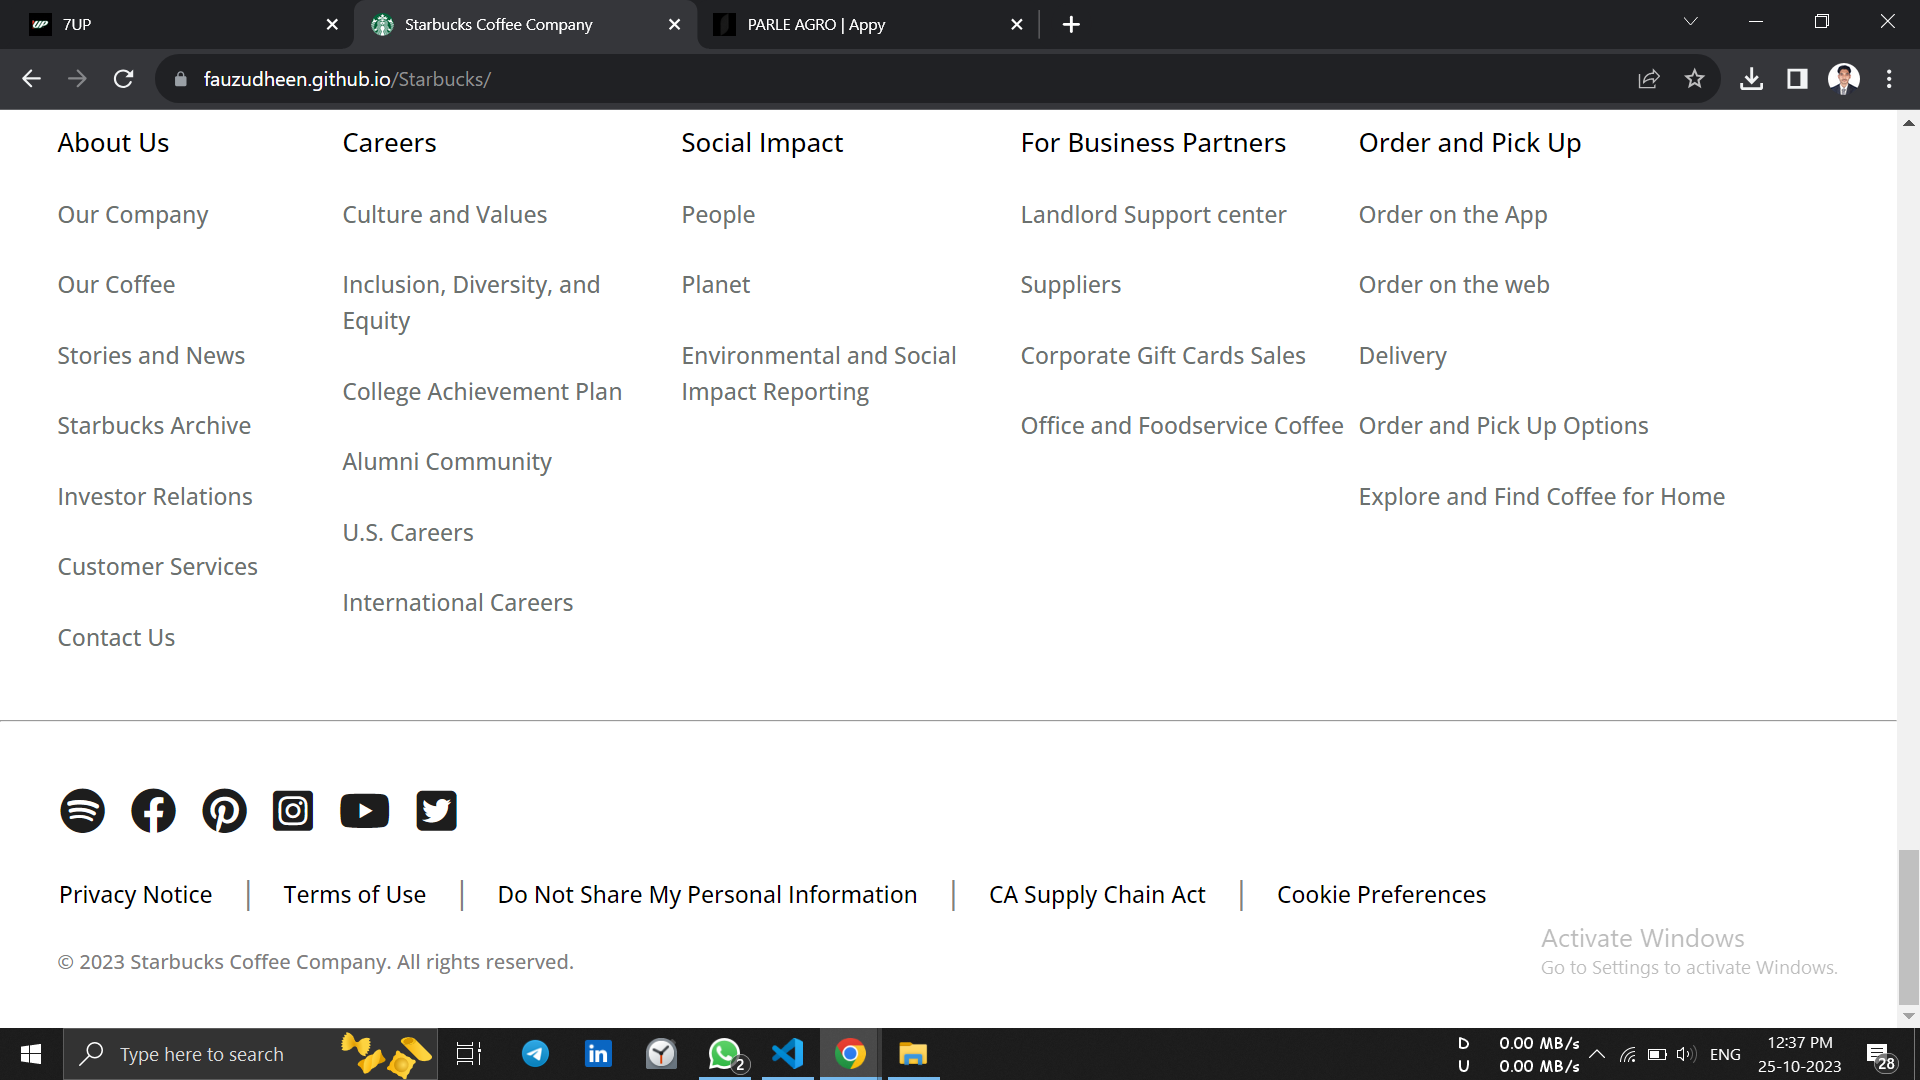 7UP
Starbucks Coffee Company
PARLE AGRO | Appy
fauzudheen.github.io/Starbucks/
About Us
Our Company
Our Coffee
Stories and News
Starbucks Archive
Investor Relations
Customer Services
Contact Us
Careers
Culture and Values
Inclusion, Diversity, and
Equity
College Achievement Plan
Alumni Community
U.S. Careers
International Careers
Social Impact
People
Planet
Environmental and Social
Impact Reporting
For Business Partners
Landlord Support center
Suppliers
Corporate Gift Cards Sales
Office and Foodservice Coffee
Order and Pick Up
Order on the App
Order on the web
Delivery
Order and Pick Up Options
Explore and Find Coffee for Home
Privacy Notice | Terms of Use | Do Not Share My Personal Information | CA Supply Chain Act | Cookie Preferences
© 2023 Starbucks Coffee Company. All rights reserved.
Activate Windows
Go to Settings to activate Windows.
Type here to search
in
2
D 0.00 MB/s
U 0.00 MB/s
ENG
12:37 PM
25-10-2023
28